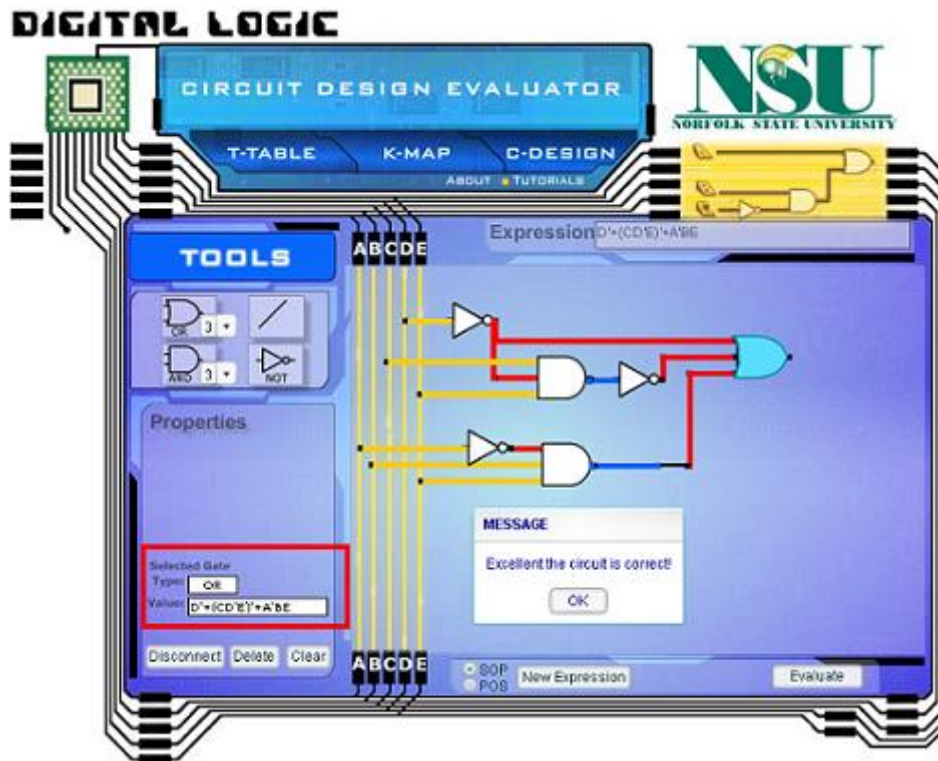 DIGITAL LOGIC
CIRCUIT DESIGN EVALUATOR
NSU
NORFOLK STATE UNIVERSITY
T-TABLE K-MAP C-DESIGN
ABOUT TUTORIALS
TOOLS
A B C D E
Expression D'+(CD'E)'+A'BE
OR 3
AND 3 NOT
Properties
MESSAGE
Excellent the circuit is correct!
OK
Selected Gate
Type: OR
Value: D'+(CD'E)'+A'BE
Disconnect Delete Clear
A B C D E
SOP
POS
New Expression
Evaluate